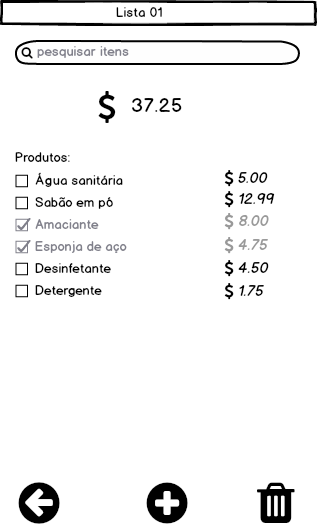 Lista 01
pesquisar itens
$ 37.25
Produtos:
Água sanitária $ 5.00
Sabão em pó $ 12.99
Amaciante $ 8.00
Esponja de aço $ 4.75
Desinfetante $ 4.50
Detergente $ 1.75